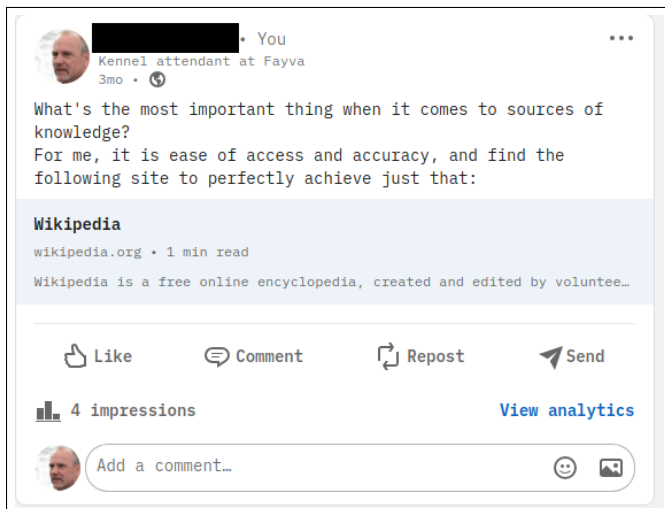 • You
Kennel attendant at Fayva
3mo •
What's the most important thing when it comes to sources of
knowledge?
For me, it is ease of access and accuracy, and find the
following site to perfectly achieve just that:
Wikipedia
wikipedia.org • 1 min read
Wikipedia is a free online encyclopedia, created and edited by voluntee…
Like Comment Repost Send
4 impressions View analytics
Add a comment…